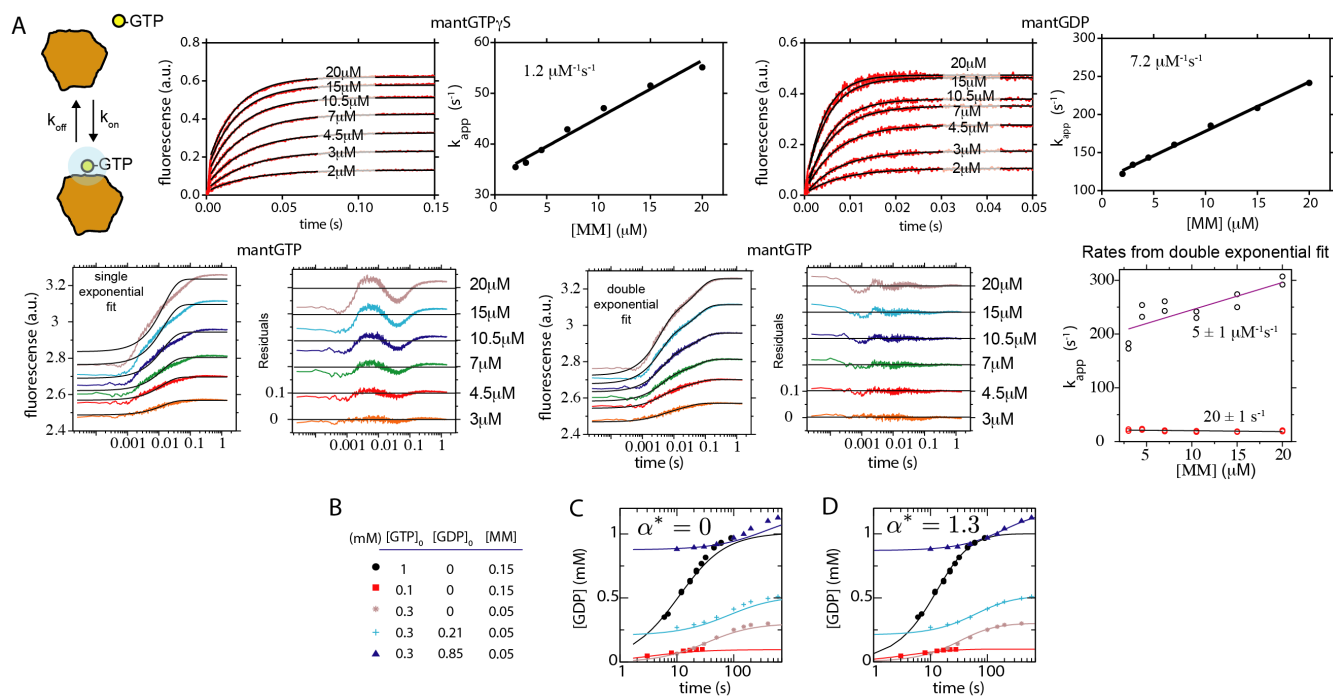 A
-GTP
k_off
k_on
-GTP
mantGTPγS
fluorescense (a.u.)
0.8
0.6
0.4
0.2
0.0
20μM
15μM
10.5μM
7μM
4.5μM
3μM
2μM
0.00
0.05
0.10
0.15
time (s)
k_app (s⁻¹)
60
50
40
30
1.2 μM⁻¹s⁻¹
0
5
10
15
20
[MM] (μM)
mantGDP
fluorescense (a.u.)
0.6
0.4
0.2
0.0
20μM
15μM
10.5μM
7μM
4.5μM
3μM
2μM
0.00
0.01
0.02
0.03
0.04
0.05
time (s)
k_app (s⁻¹)
300
250
200
150
100
7.2 μM⁻¹s⁻¹
0
5
10
15
20
[MM] (μM)
mantGTP
fluorescense (a.u.)
3.2
3
2.8
2.6
2.4
single
exponential
fit
0.001
0.01
0.1
1
time (s)
Residuals
0.1
0
20μM
15μM
10.5μM
7μM
4.5μM
3μM
0.001
0.01
0.1
1
time (s)
mantGTP
fluorescense (a.u.)
3.2
3
2.8
2.6
2.4
double
exponential
fit
0.001
0.01
0.1
1
time (s)
Residuals
0.1
0
20μM
15μM
10.5μM
7μM
4.5μM
3μM
0.001
0.01
0.1
1
time (s)
Rates from double exponential fit
k_app (s⁻¹)
300
200
300
100
0
5 ± 1 μM⁻¹s⁻¹
20 ± 1 s⁻¹
5
10
15
20
[MM] (μM)
B
(mM) [GTP]₀ [GDP]₀ [MM]
1 0 0.15
0.1 0 0.15
0.3 0 0.05
0.3 0.21 0.05
0.3 0.85 0.05
C
α* = 0
[GDP] (mM)
1
0.5
0
1
10
100
time (s)
D
α* = 1.3
[GDP] (mM)
1
0.5
0
1
10
100
time (s)